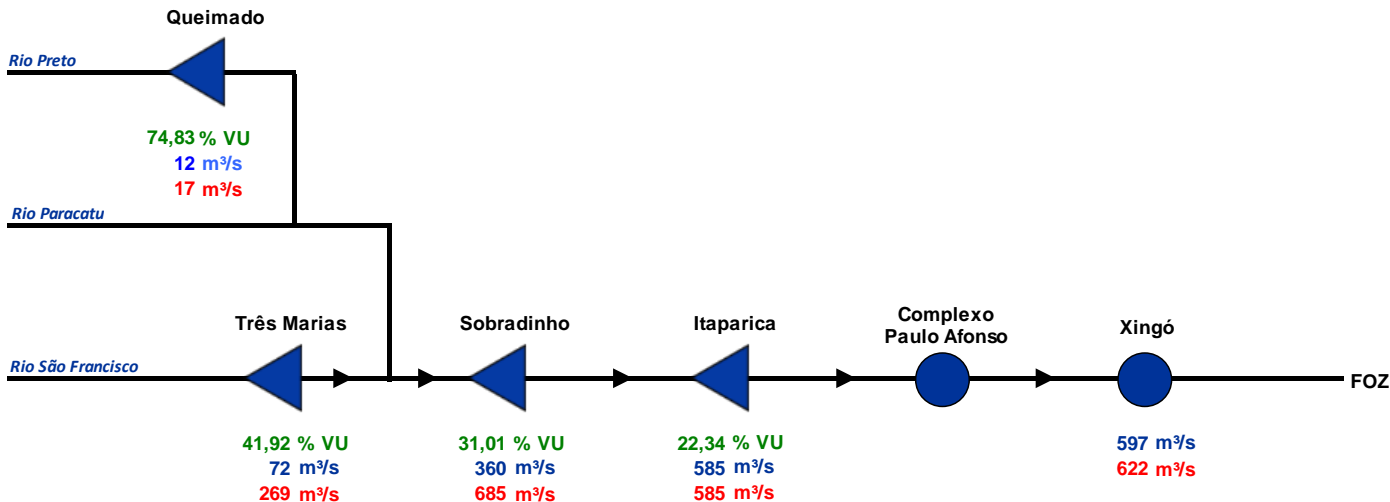 Queimado
Rio Preto
74,83 % VU
12 m³/s
17 m³/s
Rio Paracatu
Três Marias
Sobradinho
Itaparica
Complexo
Paulo Afonso
Xingó
Rio São Francisco
FOZ
41,92 % VU
72 m³/s
269 m³/s
31,01 % VU
360 m³/s
685 m³/s
22,34 % VU
585 m³/s
585 m³/s
597 m³/s
622 m³/s